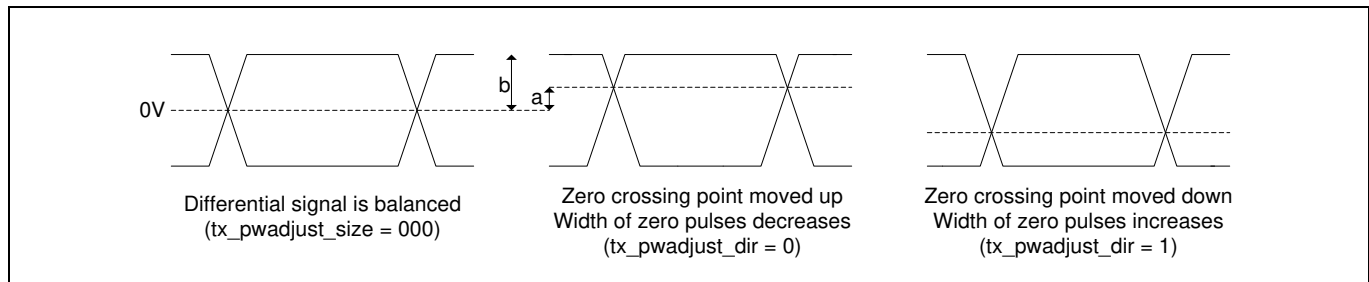 0V
b
a
Differential signal is balanced
(tx_pwadjust_size = 000)
Zero crossing point moved up
Width of zero pulses decreases
(tx_pwadjust_dir = 0)
Zero crossing point moved down
Width of zero pulses increases
(tx_pwadjust_dir = 1)